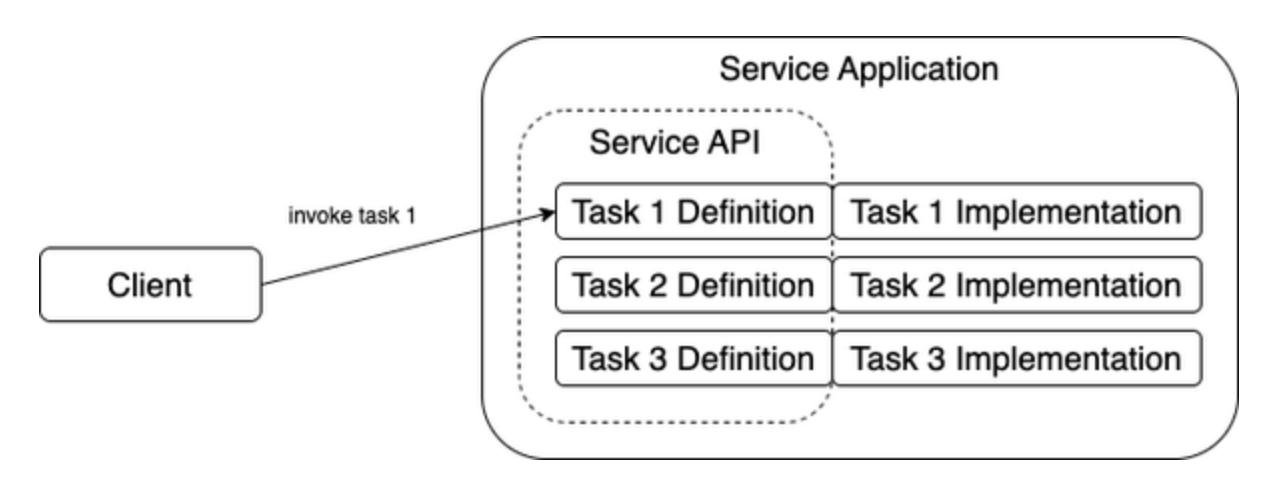 Service Application
Service API
invoke task 1
Task 1 Definition
Task 1 Implementation
Client
Task 2 Definition
Task 2 Implementation
Task 3 Definition
Task 3 Implementation